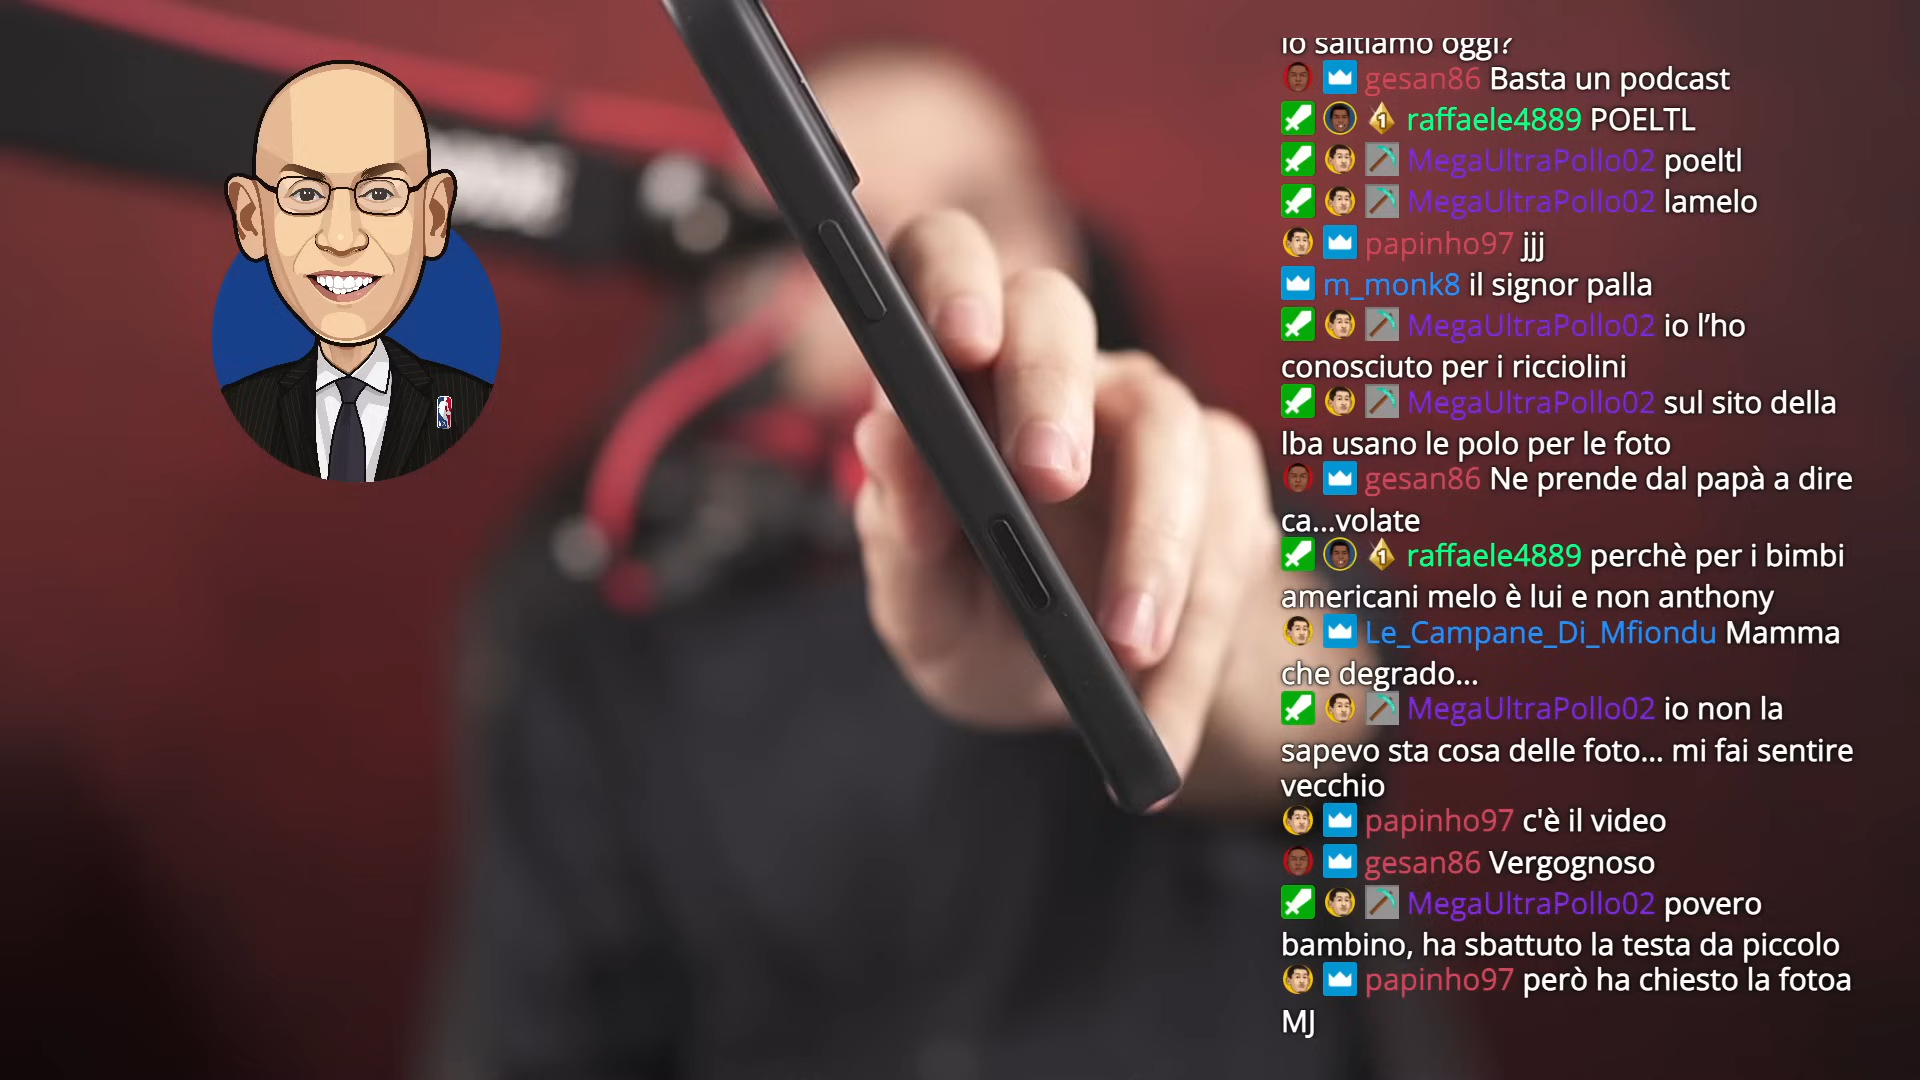 lo saltiamo oggi?
gesan86 Basta un podcast
raffaele4889 POELTL
MegaUltraPollo02 poeltl
MegaUltraPollo02 lamelo
papinho97 jjj
m_monk8 il signor palla
MegaUltraPollo02 io l’ho
conosciuto per i ricciolini
MegaUltraPollo02 sul sito della
lba usano le polo per le foto
gesan86 Ne prende dal papà a dire
ca...volate
raffaele4889 perchè per i bimbi
americani melo è lui e non anthony
Le_Campane_Di_Mfiondu Mamma
che degrado...
MegaUltraPollo02 io non la
sapevo sta cosa delle foto... mi fai sentire
vecchio
papinho97 c'è il video
gesan86 Vergognoso
MegaUltraPollo02 povero
bambino, ha sbattuto la testa da piccolo
papinho97 però ha chiesto la fotoa
MJ